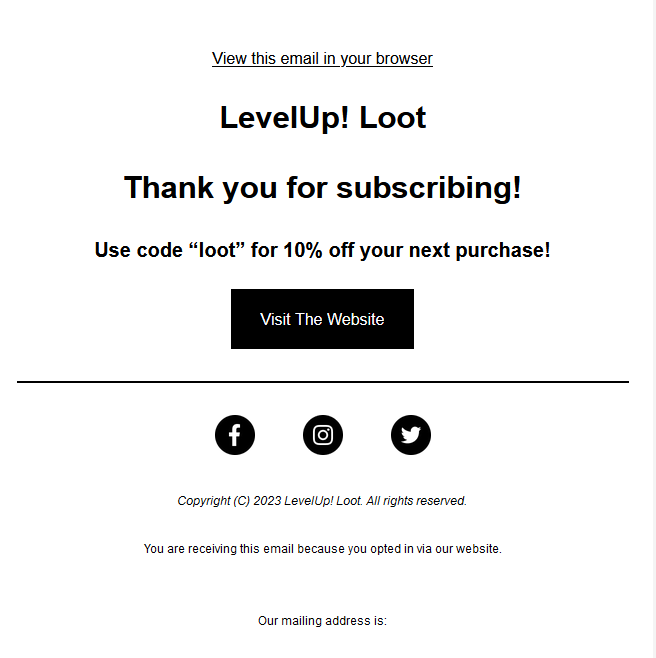 View this email in your browser
LevelUp! Loot
Thank you for subscribing!
Use code “loot” for 10% off your next purchase!
Visit The Website
Copyright (C) 2023 LevelUp! Loot. All rights reserved.
You are receiving this email because you opted in via our website.
Our mailing address is: